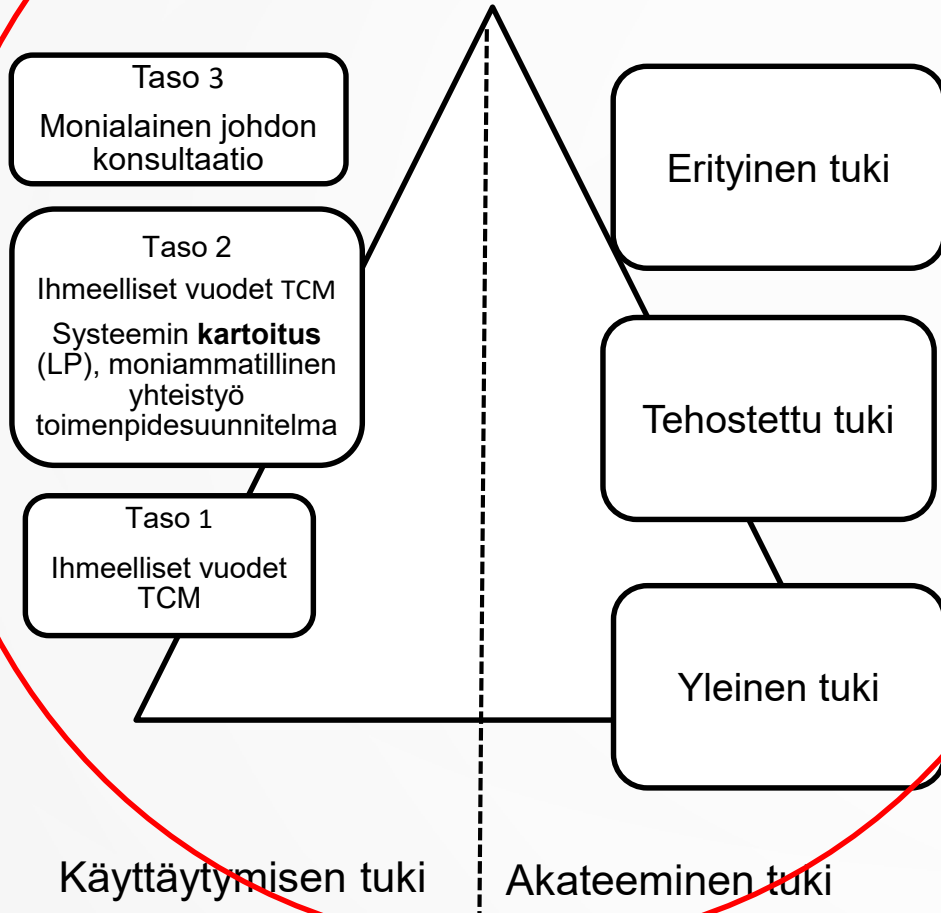 Taso 3
Monialainen johdon
konsultaatio
Taso 2
Ihmeelliset vuodet TCM
Systeemin kartoitus
(LP), moniammatillinen
yhteistyö
toimenpidesuunnitelma
Taso 1
Ihmeelliset vuodet
TCM
Erityinen tuki
Tehostettu tuki
Yleinen tuki
Käyttäytymisen tuki
Akateeminen tuki